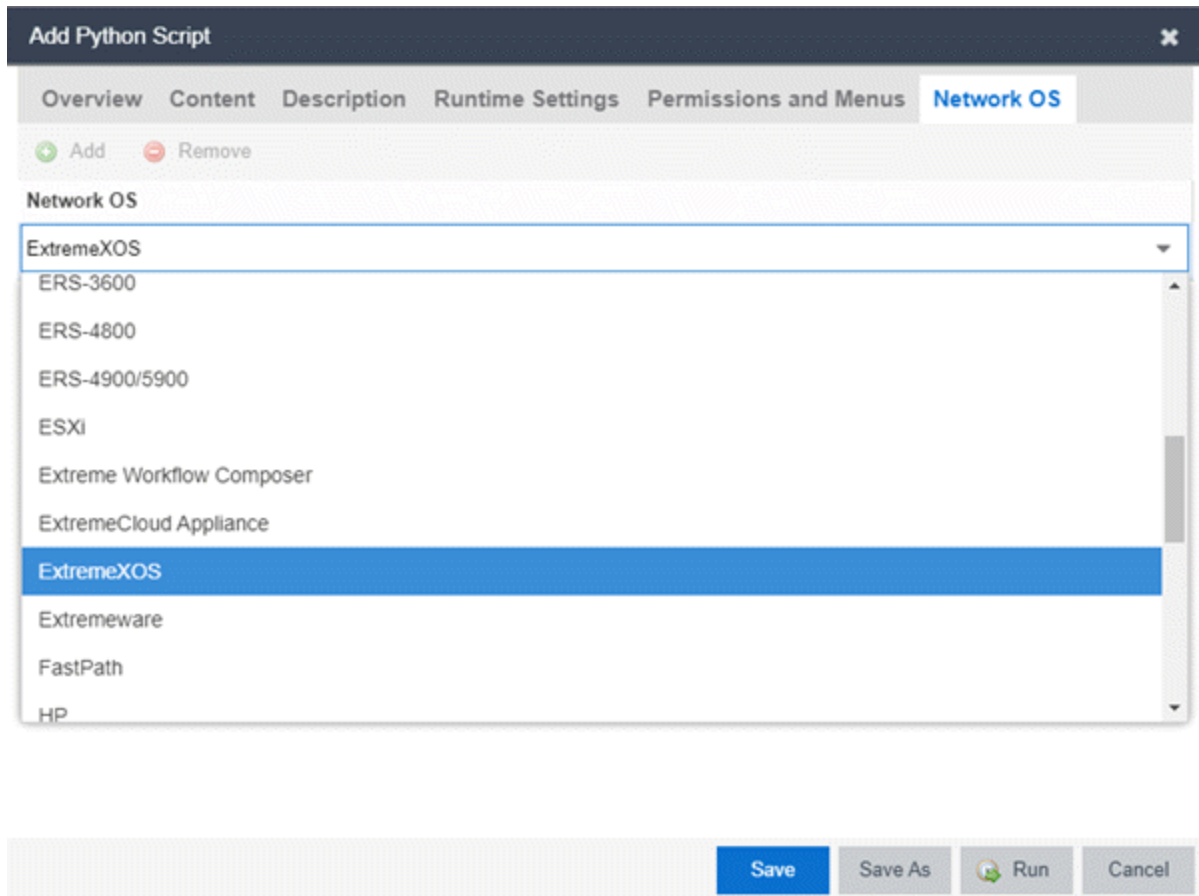 Add Python Script
Overview Content Description Runtime Settings Permissions and Menus Network OS
Add Remove
Network OS
ExtremeXOS
ERS-3600
ERS-4800
ERS-4900/5900
ESXi
Extreme Workflow Composer
ExtremeCloud Appliance
ExtremeXOS
Extremeware
FastPath
HP
Save Save As Run Cancel